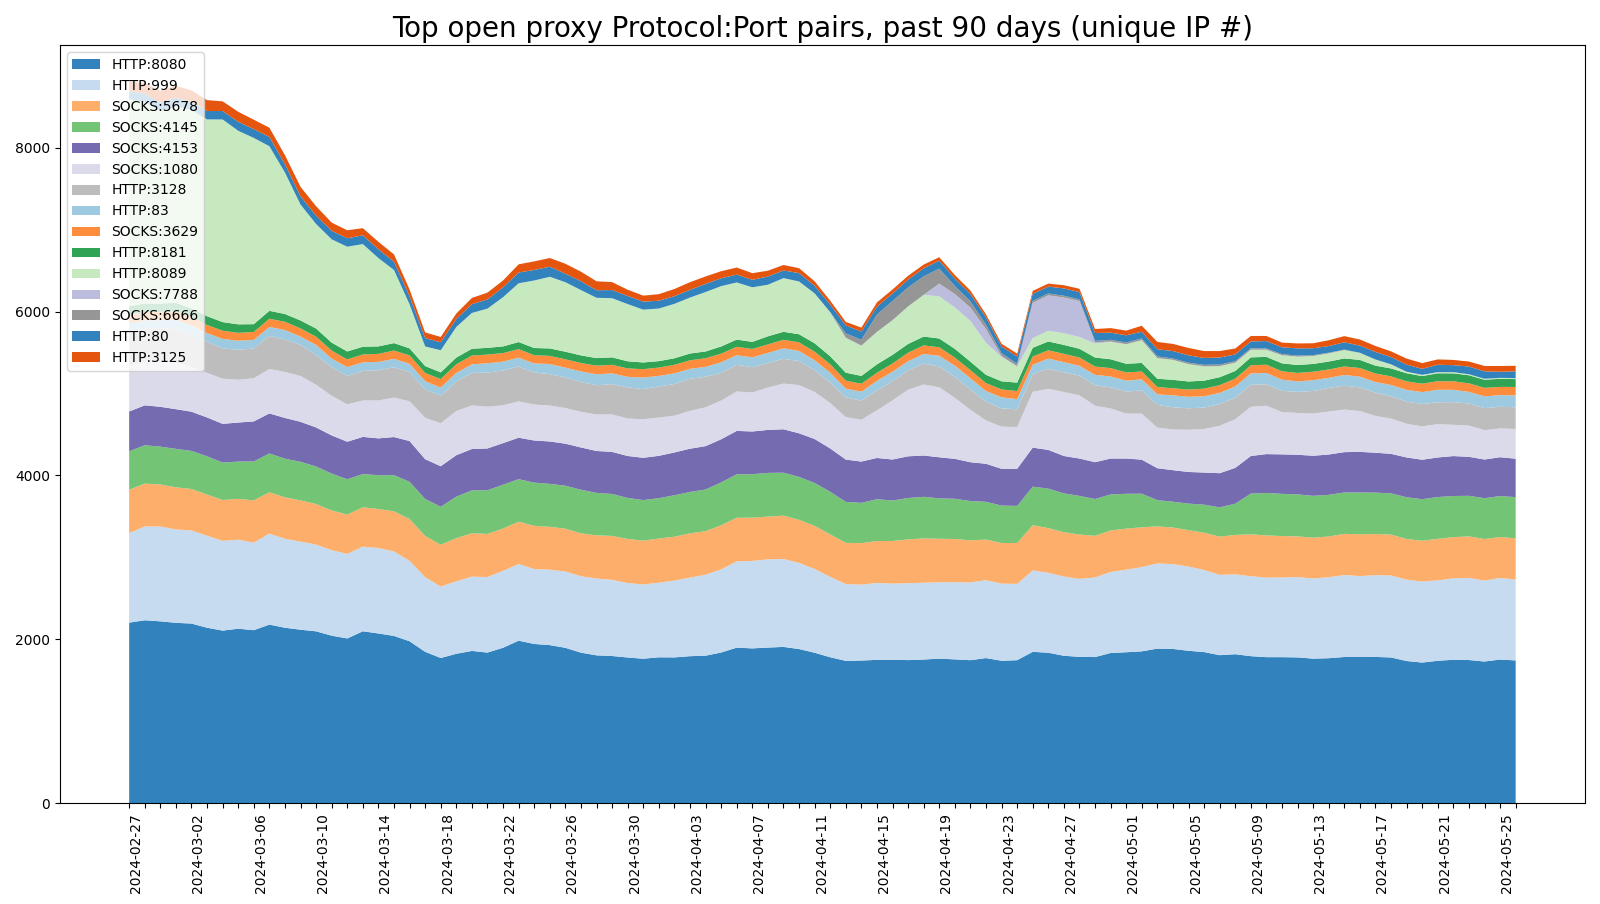 Top open proxy Protocol:Port pairs, past 90 days (unique IP #)
HTTP:8080
HTTP:999
SOCKS:5678
SOCKS:4145
SOCKS:4153
SOCKS:1080
HTTP:3128
HTTP:83
SOCKS:3629
HTTP:8181
HTTP:8089
SOCKS:7788
SOCKS:6666
HTTP:80
HTTP:3125
8000
6000
4000
2000
0
2024-02-27
2024-03-02
2024-03-06
2024-03-10
2024-03-14
2024-03-18
2024-03-22
2024-03-26
2024-03-30
2024-04-03
2024-04-07
2024-04-11
2024-04-15
2024-04-19
2024-04-23
2024-04-27
2024-05-01
2024-05-05
2024-05-09
2024-05-13
2024-05-17
2024-05-21
2024-05-25